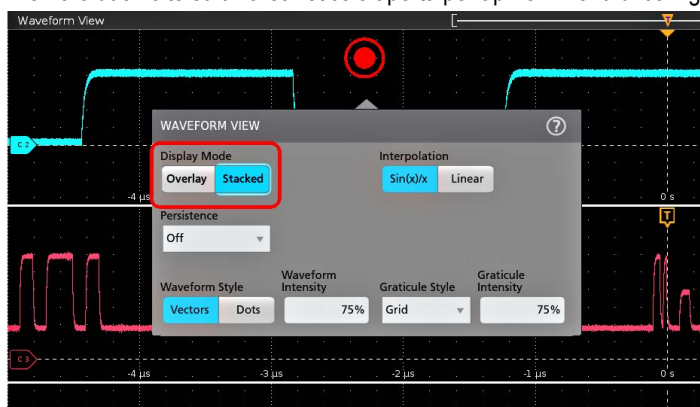 Waveform View
T
C 2
WAVEFORM VIEW
?
Display Mode
Interpolation
Overlay Stacked
Sin(x)/x Linear
-4 µs
0 s
Persistence
T
Off
Waveform Style
Waveform Intensity
Graticule Style
Graticule Intensity
Vectors Dots
75%
Grid
75%
C 3
-4 µs
-3 µs
-2 µs
-1 µs
0 s